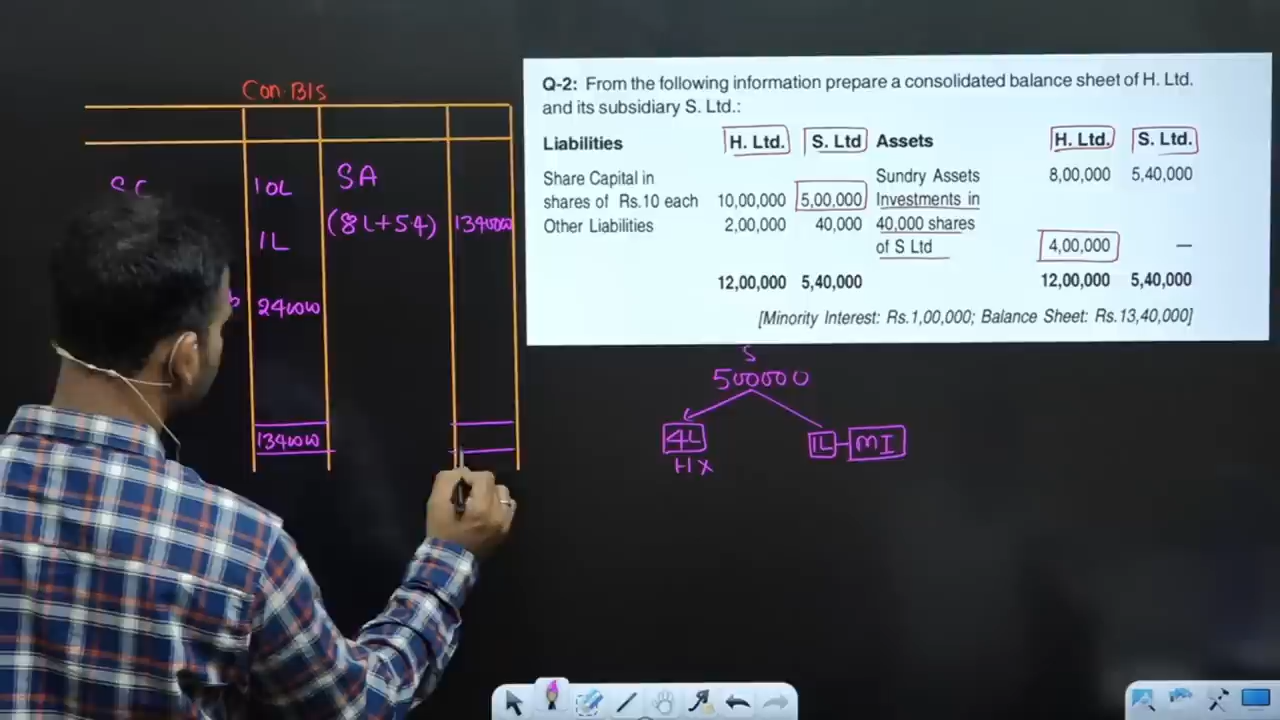 Con. B/S
SC 10L SA
(8L+5.4) 1340000
1L
240000
1340000
Q-2: From the following information prepare a consolidated balance sheet of H. Ltd.
and its subsidiary S. Ltd.:
Liabilities H. Ltd. S. Ltd Assets H. Ltd. S. Ltd.
Share Capital in Sundry Assets 8,00,000 5,40,000
shares of Rs.10 each 10,00,000 5,00,000 Investments in
Other Liabilities 2,00,000 40,000 40,000 shares
of S Ltd 4,00,000 —
12,00,000 5,40,000 12,00,000 5,40,000
[Minority Interest: Rs.1,00,000; Balance Sheet: Rs.13,40,000]
S
500000
4L 1L MI
H X